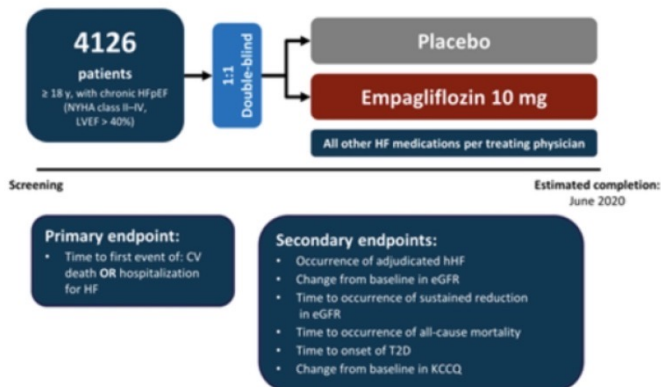 4126
patients
≥ 18 y, with chronic HFpEF
(NYHA class II–IV,
LVEF > 40%)
1:1
Double-blind
Placebo
Empagliflozin 10 mg
All other HF medications per treating physician
Screening
Estimated completion:
June 2020
Primary endpoint:
• Time to first event of: CV
death OR hospitalization
for HF
Secondary endpoints:
• Occurrence of adjudicated hHF
• Change from baseline in eGFR
• Time to occurrence of sustained reduction
in eGFR
• Time to occurrence of all-cause mortality
• Time to onset of T2D
• Change from baseline in KCCQ